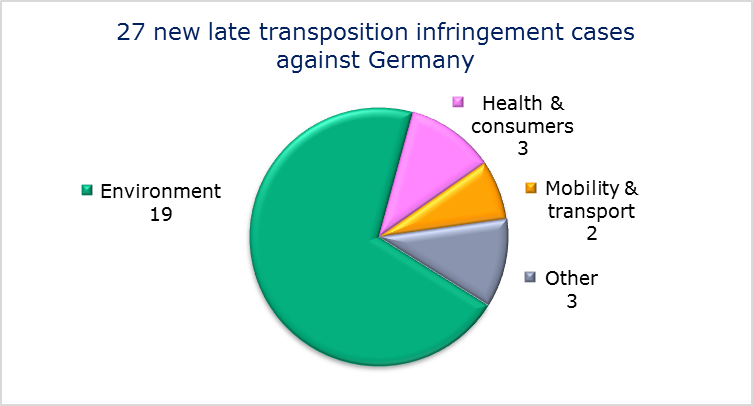 27 new late transposition infringement cases
against Germany
Health &
consumers
3
Mobility &
transport
2
Other
3
Environment
19